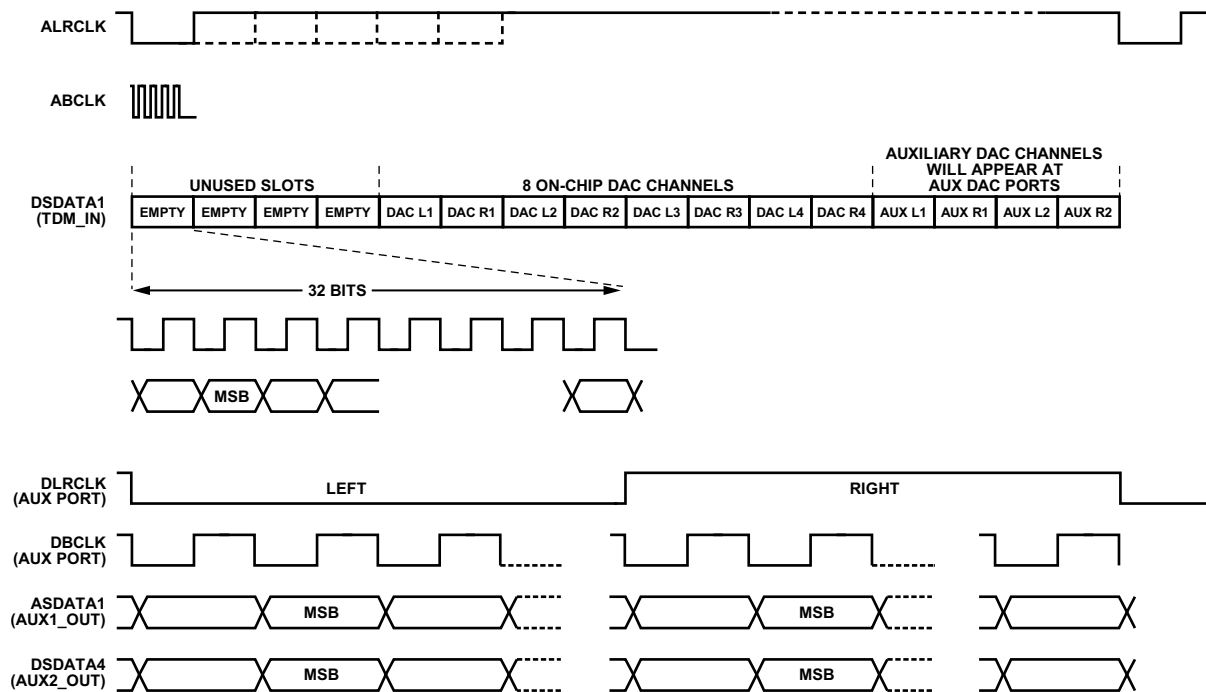 ALRCLK
ABCLK
AUXILIARY DAC CHANNELS
WILL APPEAR AT
AUX DAC PORTS
UNUSED SLOTS
8 ON-CHIP DAC CHANNELS
DSDATA1
(TDM_IN)
EMPTY EMPTY EMPTY EMPTY DAC L1 DAC R1 DAC L2 DAC R2 DAC L3 DAC R3 DAC L4 DAC R4 AUX L1 AUX R1 AUX L2 AUX R2
32 BITS
MSB
DLRCLK
(AUX PORT)
LEFT
RIGHT
DBCLK
(AUX PORT)
ASDATA1
(AUX1_OUT)
MSB
MSB
DSDATA4
(AUX2_OUT)
MSB
MSB